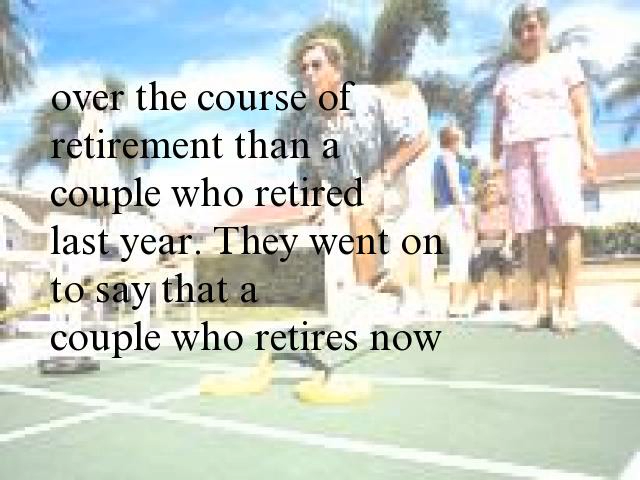 over the course of
retirement than a
couple who retired
last year. They went on
to say that a
couple who retires now